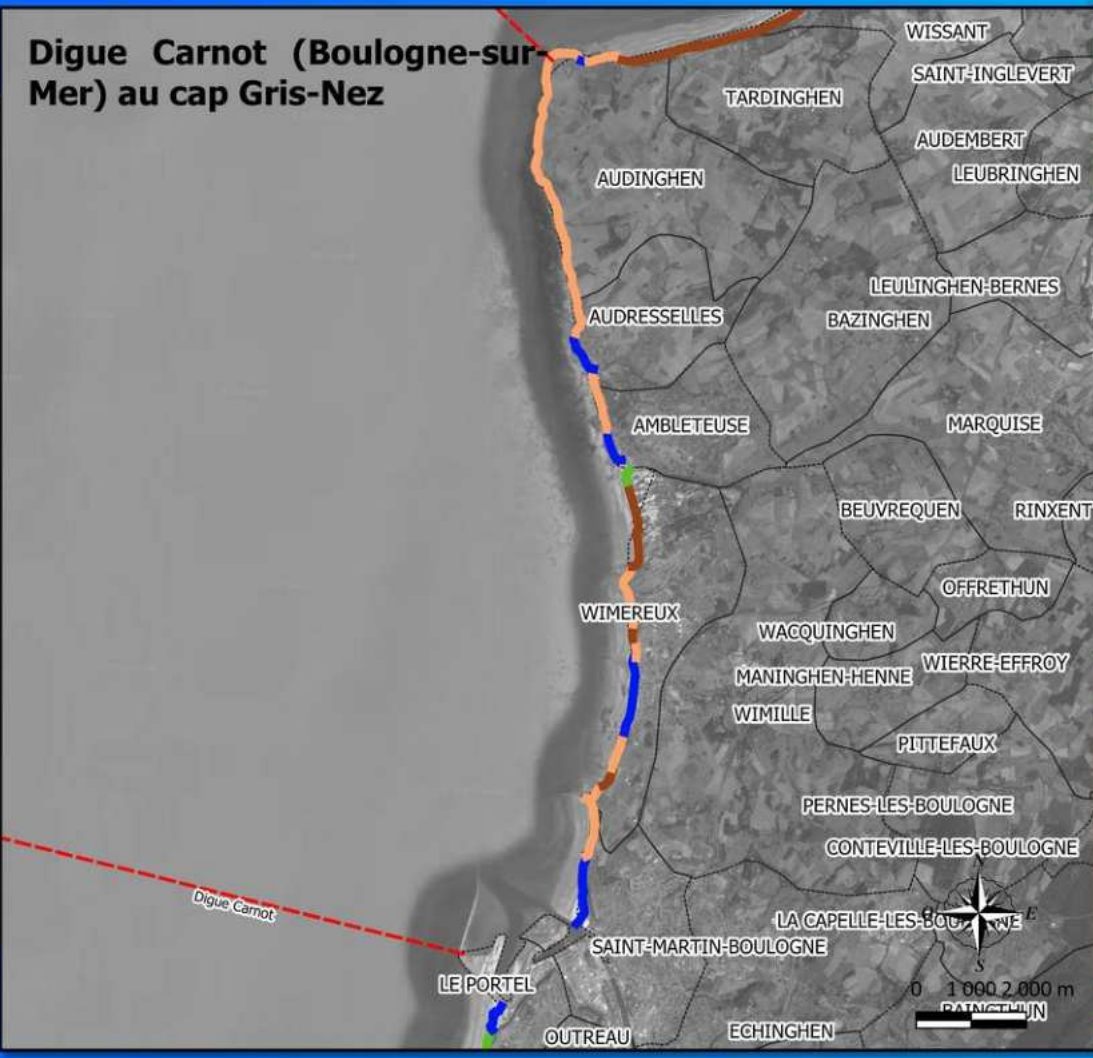 Digue Carnot (Boulogne-sur-
Mer) au cap Gris-Nez
WISSANT
SAINT-INGLEVERT
TARDINGHEN
AUDEMBERT
LEUBRINGHEN
AUDINGHEN
LEULINGHEN-BERNES
AUDRESSELLES
BAZINGHEN
AMBLETEUSE
MARQUISE
BEUVREQUEN
RINXENT
OFFRETHUN
WIMEREUX
WACQUINGHEN
WIERRE-EFFROY
MANINGHEN-HENNE
WIMILLE
PITTEFAUX
PERNES-LES-BOULOGNE
CONTEVILLE-LES-BOULOGNE
N
Digue Carnot
O
E
LA CAPELLE-LES-BOULOGNE
SAINT-MARTIN-BOULOGNE
S
LE PORTEL
0 1 000 2 000 m
BAINCTHUN
OUTREAU
ECHINGHEN